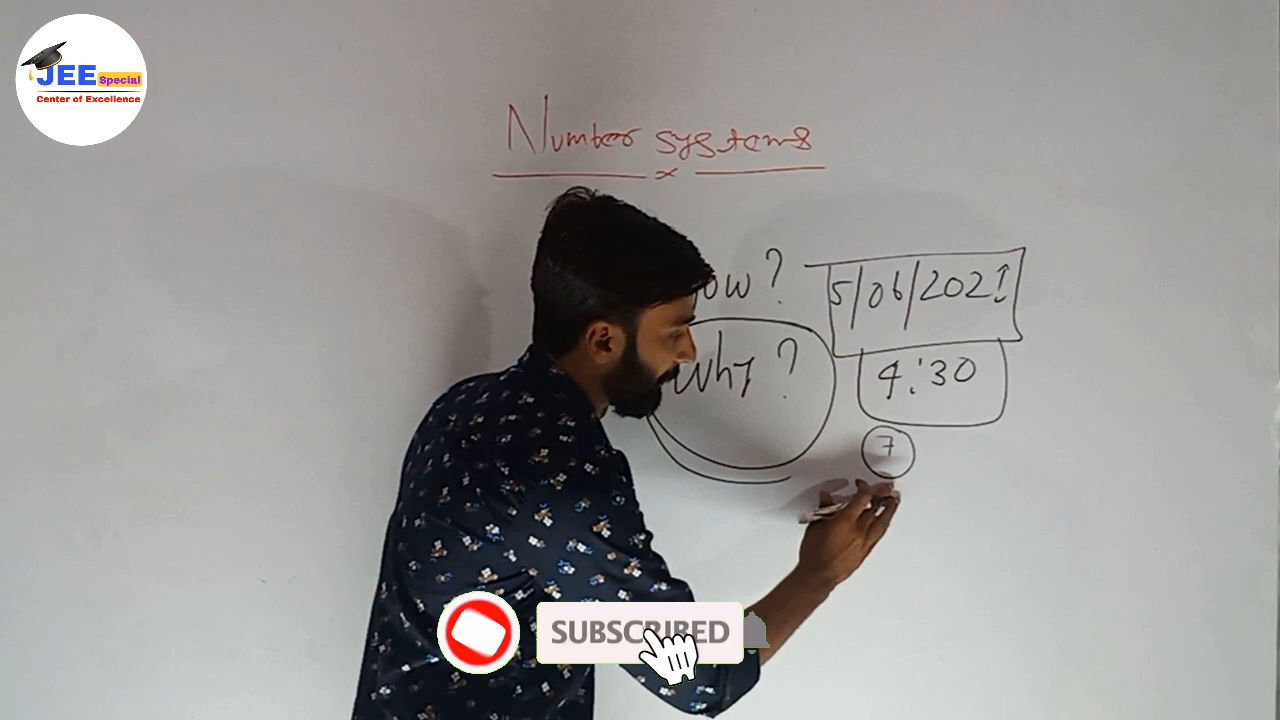 JEE Special
Center of Excellence
Number systems
ow?
5/06/2021
Why?
4:30
7
SUBSCRIBED